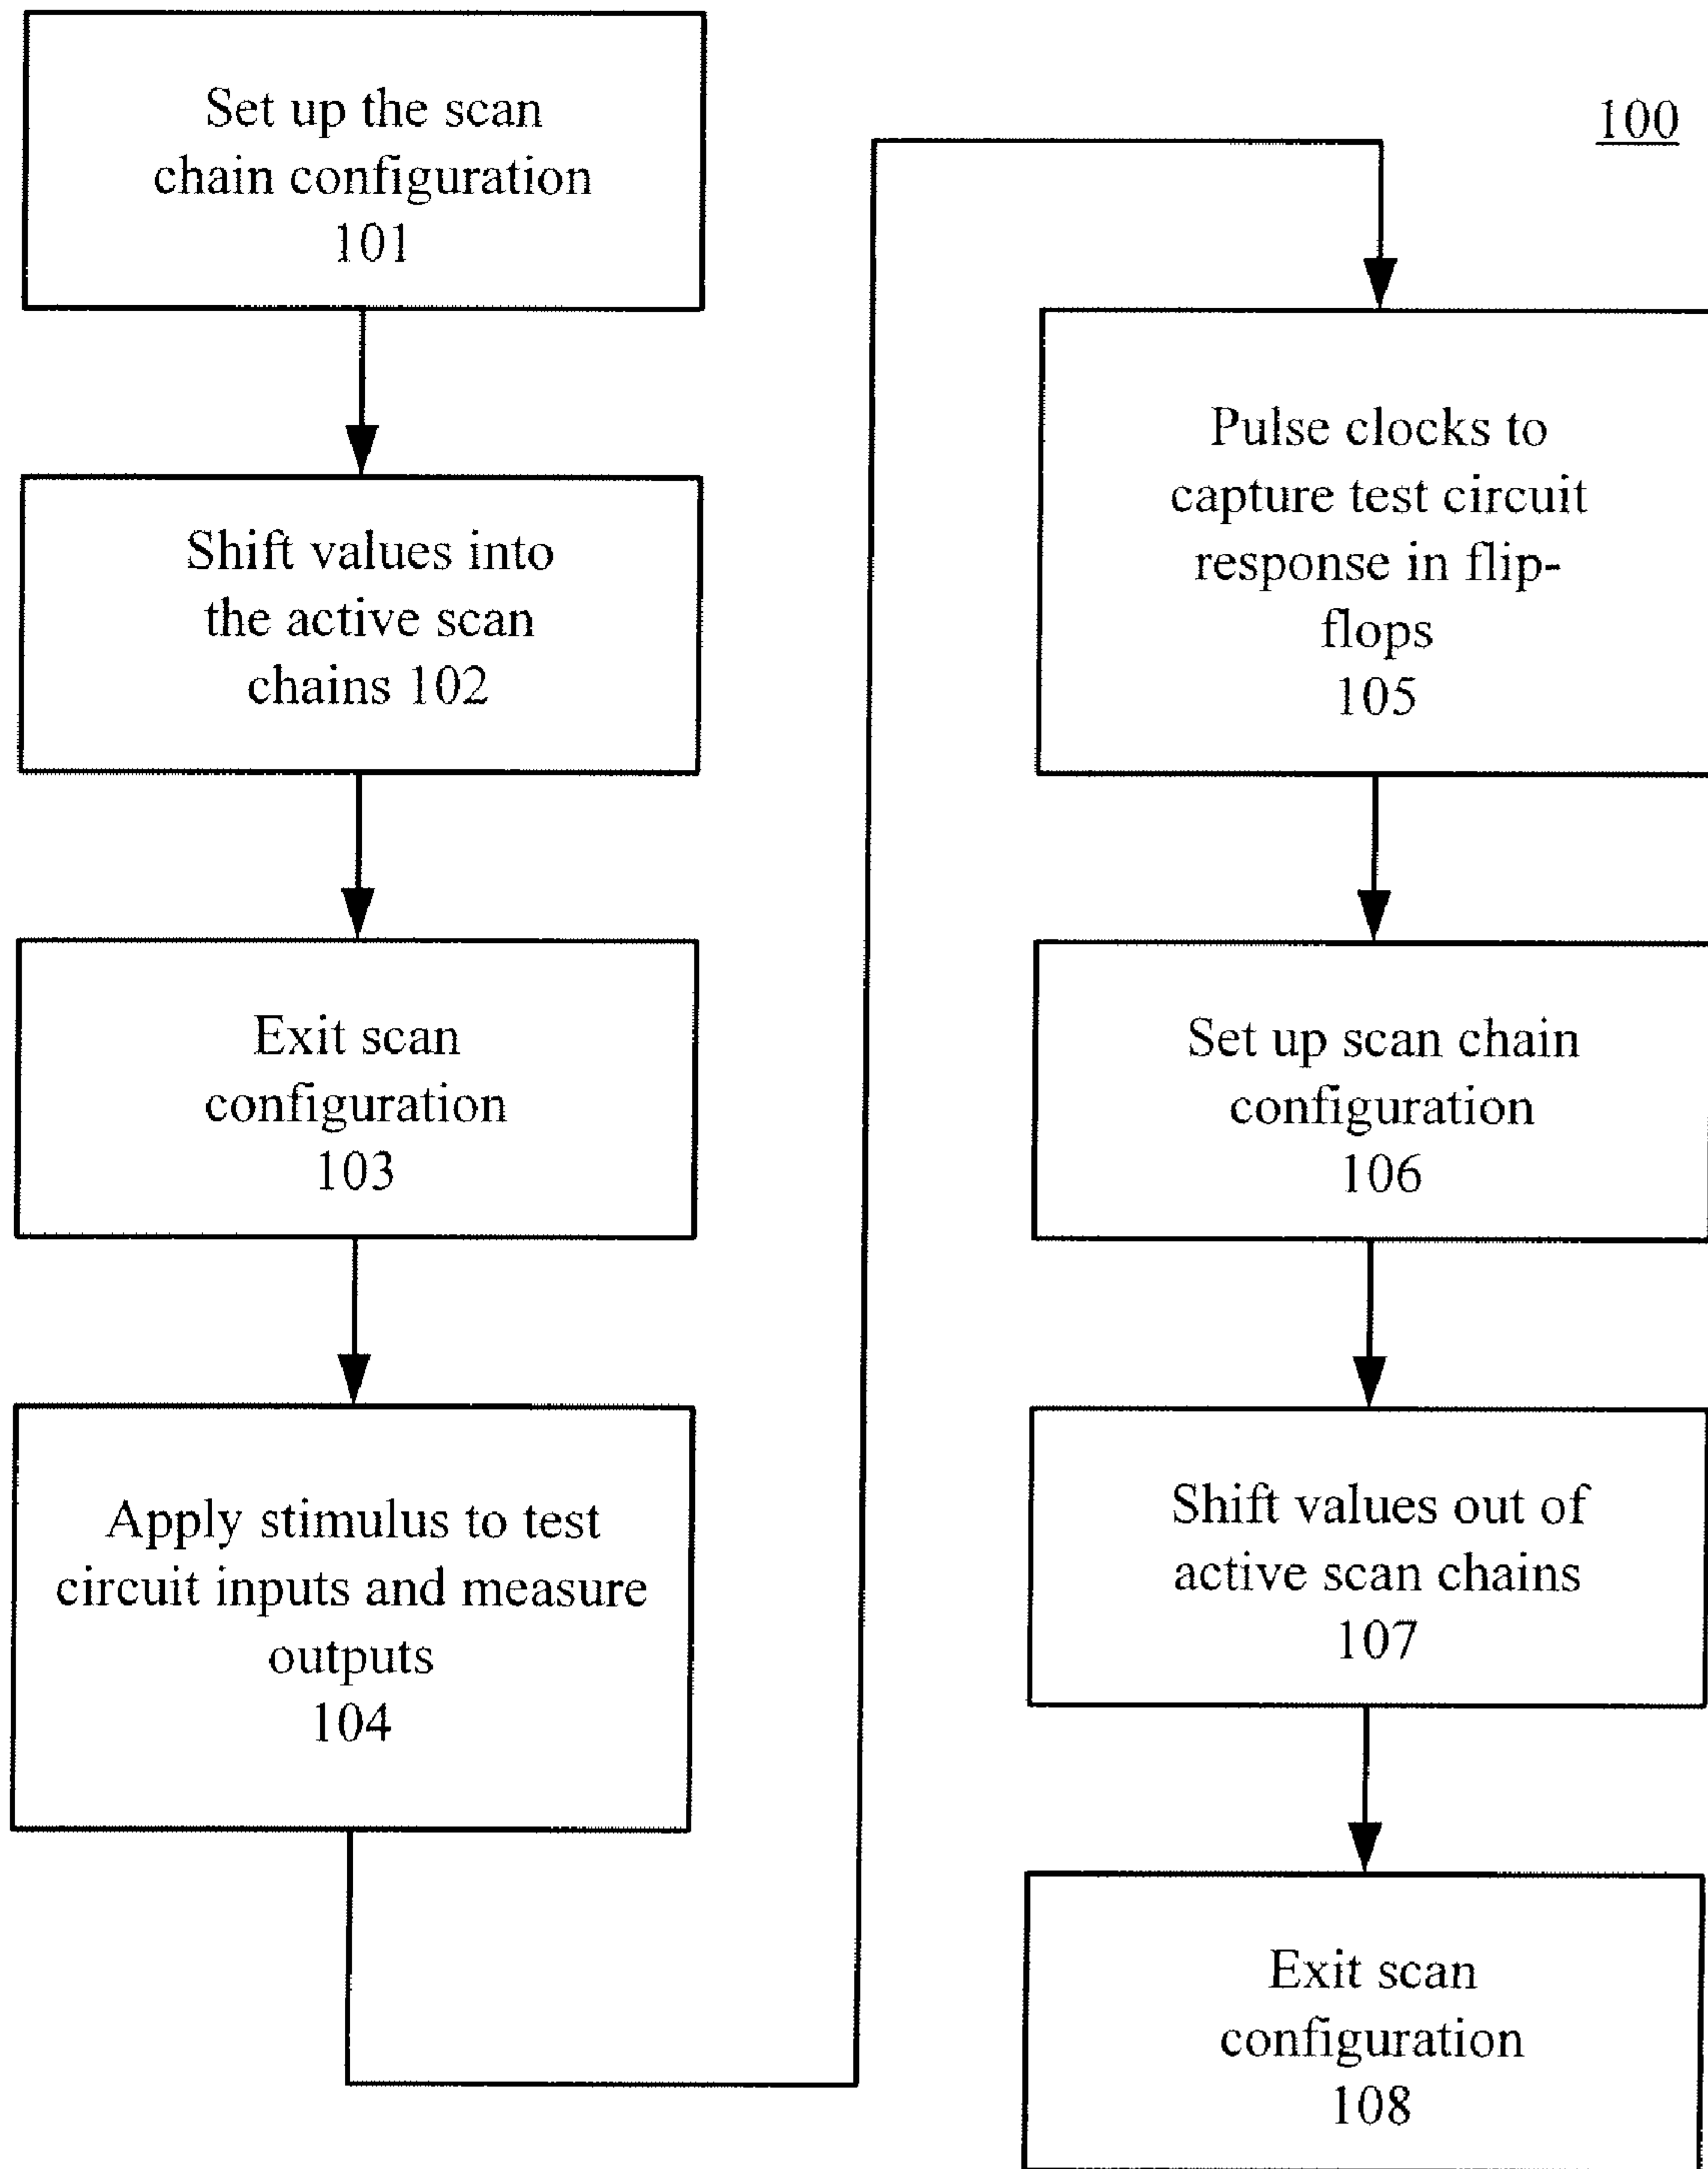 Set up the scan
chain configuration
101
Shift values into
the active scan
chains 102
Exit scan
configuration
103
Apply stimulus to test
circuit inputs and measure
outputs
104
100
Pulse clocks to
capture test circuit
response in flip-
flops
105
Set up scan chain
configuration
106
Shift values out of
active scan chains
107
Exit scan
configuration
108